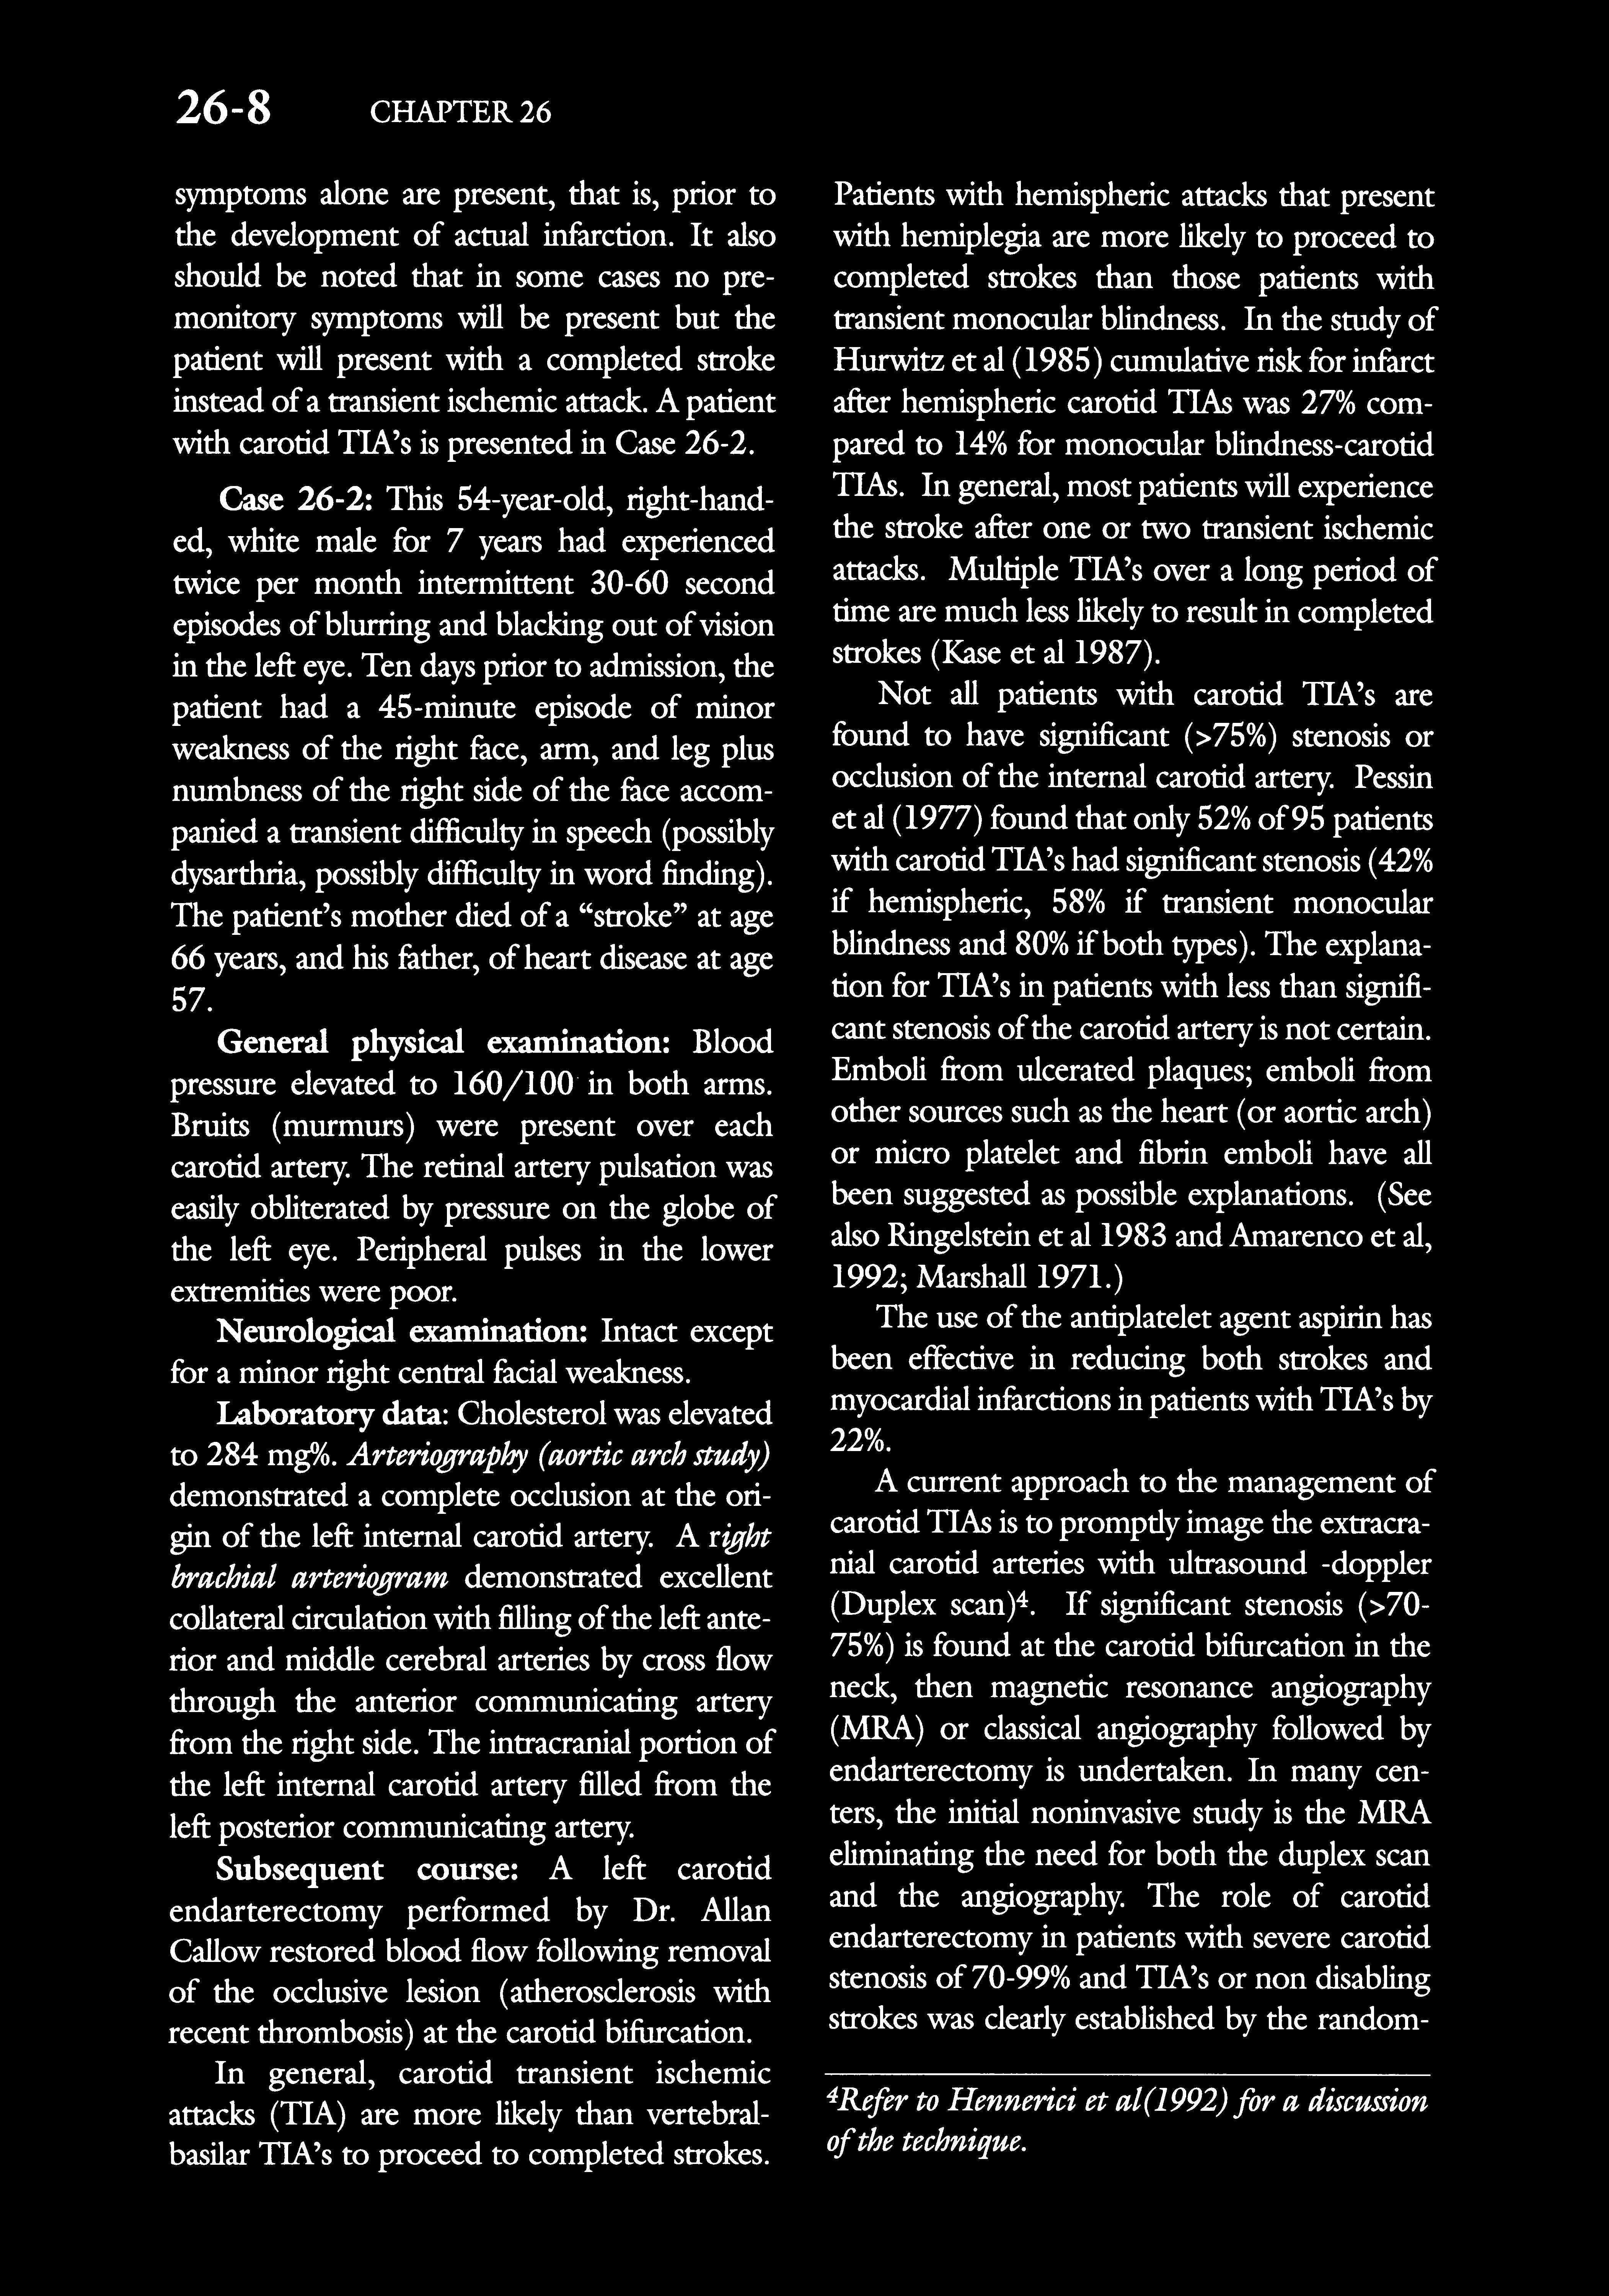 26-8 CHAPTER 26
symptoms alone are present, that is, prior to
the development of actual infarction. It also
should be noted that in some cases no pre-
monitory symptoms will be present but the
patient will present with a completed stroke
instead of a transient ischemic attack. A patient
with carotid TIA’s is presented in Case 26-2.
Case 26-2: This 54-year-old, right-hand-
ed, white male for 7 years had experienced
twice per month intermittent 30-60 second
episodes of blurring and blacking out of vision
in the left eye. Ten days prior to admission, the
patient had a 45-minute episode of minor
weakness of the right face, arm, and leg plus
numbness of the right side of the face accom-
panied a transient difficulty in speech (possibly
dysarthria, possibly difficulty in word finding).
The patient’s mother died of a “stroke” at age
66 years, and his father, of heart disease at age
57.
General physical examination: Blood
pressure elevated to 160/100 in both arms.
Bruits (murmurs) were present over each
carotid artery. The retinal artery pulsation was
easily obliterated by pressure on the globe of
the left eye. Peripheral pulses in the lower
extremities were poor.
Neurological examination: Intact except
for a minor right central facial weakness.
Laboratory data: Cholesterol was elevated
to 284 mg%. Arteriography (aortic arch study)
demonstrated a complete occlusion at the ori-
gin of the left internal carotid artery. A right
brachial arteriogram demonstrated excellent
collateral circulation with filling of the left ante-
rior and middle cerebral arteries by cross flow
through the anterior communicating artery
from the right side. The intracranial portion of
the left internal carotid artery filled from the
left posterior communicating artery.
Subsequent course: A left carotid
endarterectomy performed by Dr. Allan
Callow restored blood flow following removal
of the occlusive lesion (atherosclerosis with
recent thrombosis) at the carotid bifurcation.
In general, carotid transient ischemic
attacks (TIA) are more likely than vertebral-
basilar TIA’s to proceed to completed strokes.
Patients with hemispheric attacks that present
with hemiplegia are more likely to proceed to
completed strokes than those patients with
transient monocular blindness. In the study of
Hurwitz et al (1985) cumulative risk for infarct
after hemispheric carotid TIAs was 27% com-
pared to 14% for monocular blindness-carotid
TIAs. In general, most patients will experience
the stroke after one or two transient ischemic
attacks. Multiple TIA’s over a long period of
time are much less likely to result in completed
strokes (Kase et al 1987).
Not all patients with carotid TIA’s are
found to have significant (>75%) stenosis or
occlusion of the internal carotid artery. Pessin
et al (1977) found that only 52% of 95 patients
with carotid TIA’s had significant stenosis (42%
if hemispheric, 58% if transient monocular
blindness and 80% if both types). The explana-
tion for TIA’s in patients with less than signifi-
cant stenosis of the carotid artery is not certain.
Emboli from ulcerated plaques; emboli from
other sources such as the heart (or aortic arch)
or micro platelet and fibrin emboli have all
been suggested as possible explanations. (See
also Ringelstein et al 1983 and Amarenco et al,
1992; Marshall 1971.)
The use of the antiplatelet agent aspirin has
been effective in reducing both strokes and
myocardial infarctions in patients with TIA’s by
22%.
A current approach to the management of
carotid TIAs is to promptly image the extracra-
nial carotid arteries with ultrasound -doppler
(Duplex scan)⁴. If significant stenosis (>70-
75%) is found at the carotid bifurcation in the
neck, then magnetic resonance angiography
(MRA) or classical angiography followed by
endarterectomy is undertaken. In many cen-
ters, the initial noninvasive study is the MRA
eliminating the need for both the duplex scan
and the angiography. The role of carotid
endarterectomy in patients with severe carotid
stenosis of 70-99% and TIA’s or non disabling
strokes was clearly established by the random-
⁴Refer to Hennerici et al(1992) for a discussion
of the technique.